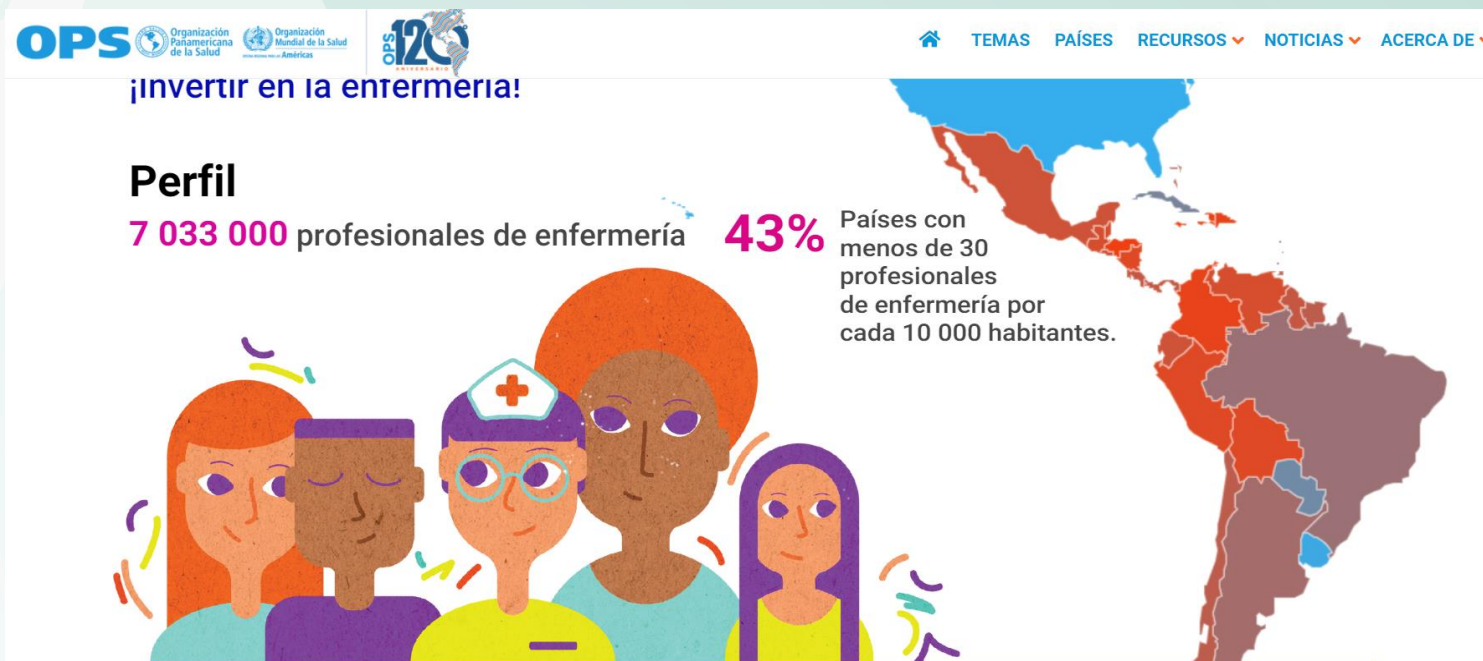 OPS
Organización
Panamericana
de la Salud
Organización
Mundial de la Salud
Américas
OPS
120
ANIVERSARIO
TEMAS PAÍSES RECURSOS NOTICIAS ACERCA DE
¡Invertir en la enfermería!
Perfil
7 033 000 profesionales de enfermería
43%
Países con
menos de 30
profesionales
de enfermería por
cada 10 000 habitantes.